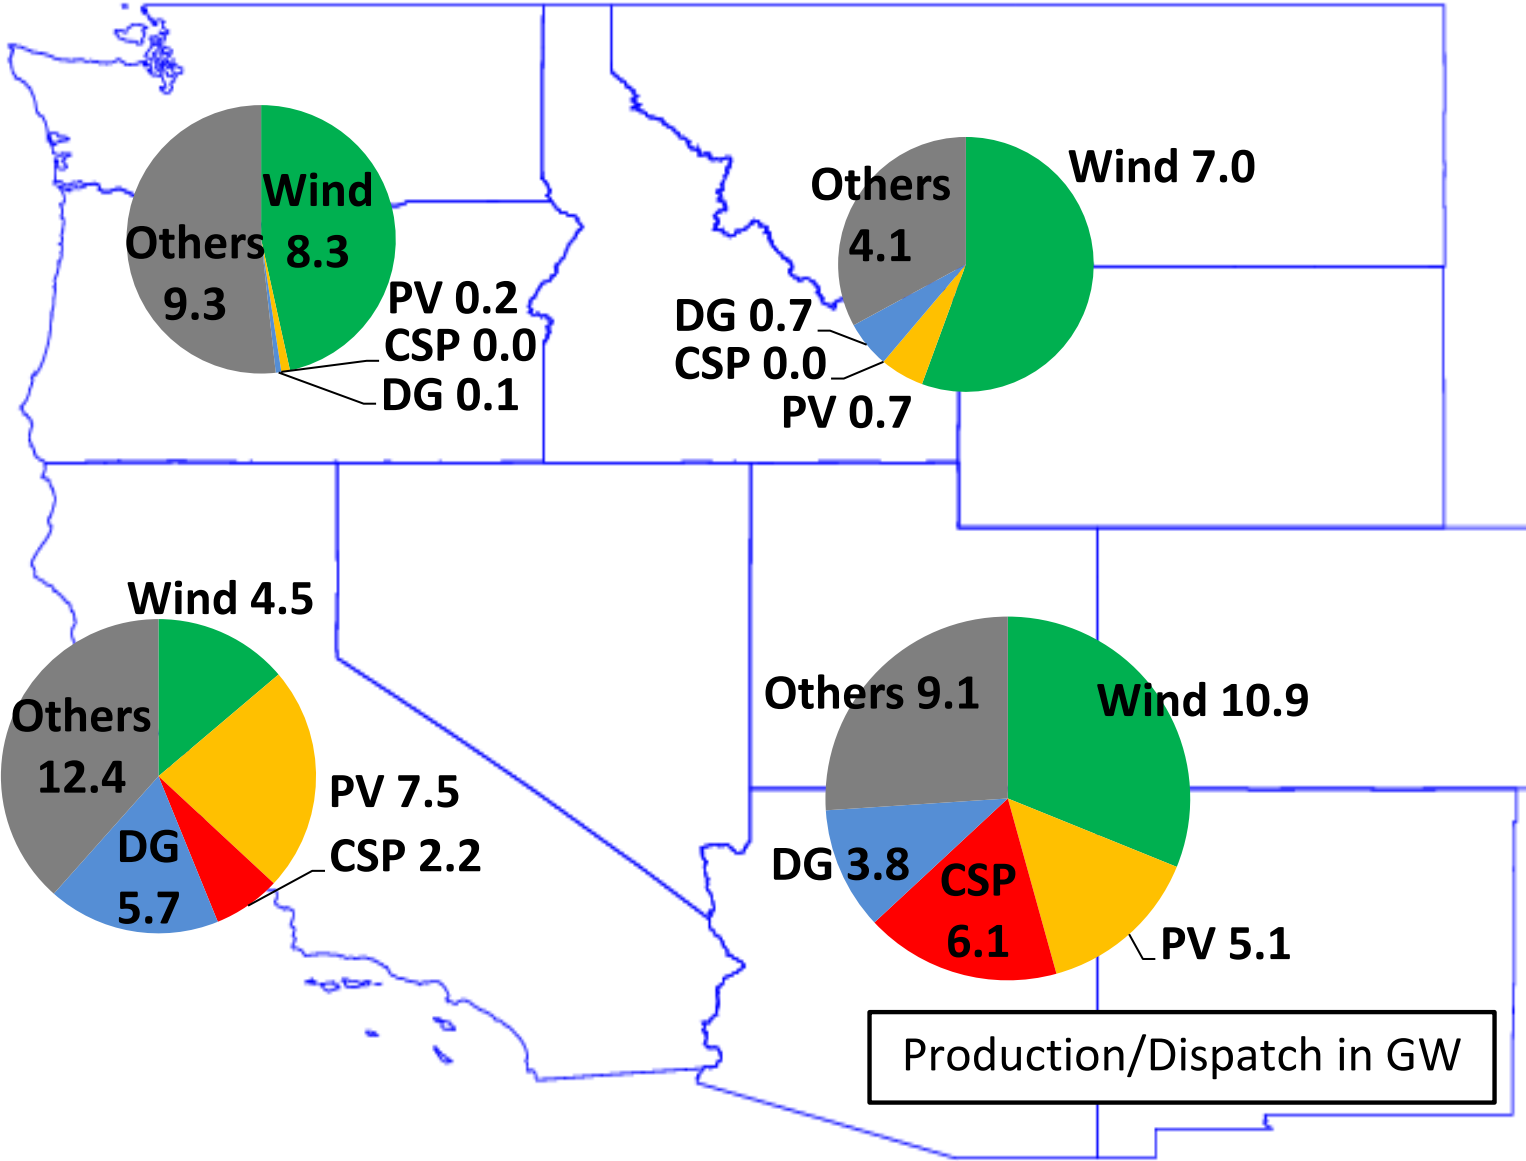 Wind
8.3
Others
9.3
PV 0.2
CSP 0.0
DG 0.1
Wind 7.0
Others
4.1
DG 0.7
CSP 0.0
PV 0.7
Wind 4.5
Others
12.4
PV 7.5
CSP 2.2
DG
5.7
Others 9.1
Wind 10.9
DG 3.8
CSP
6.1
PV 5.1
Production/Dispatch in GW